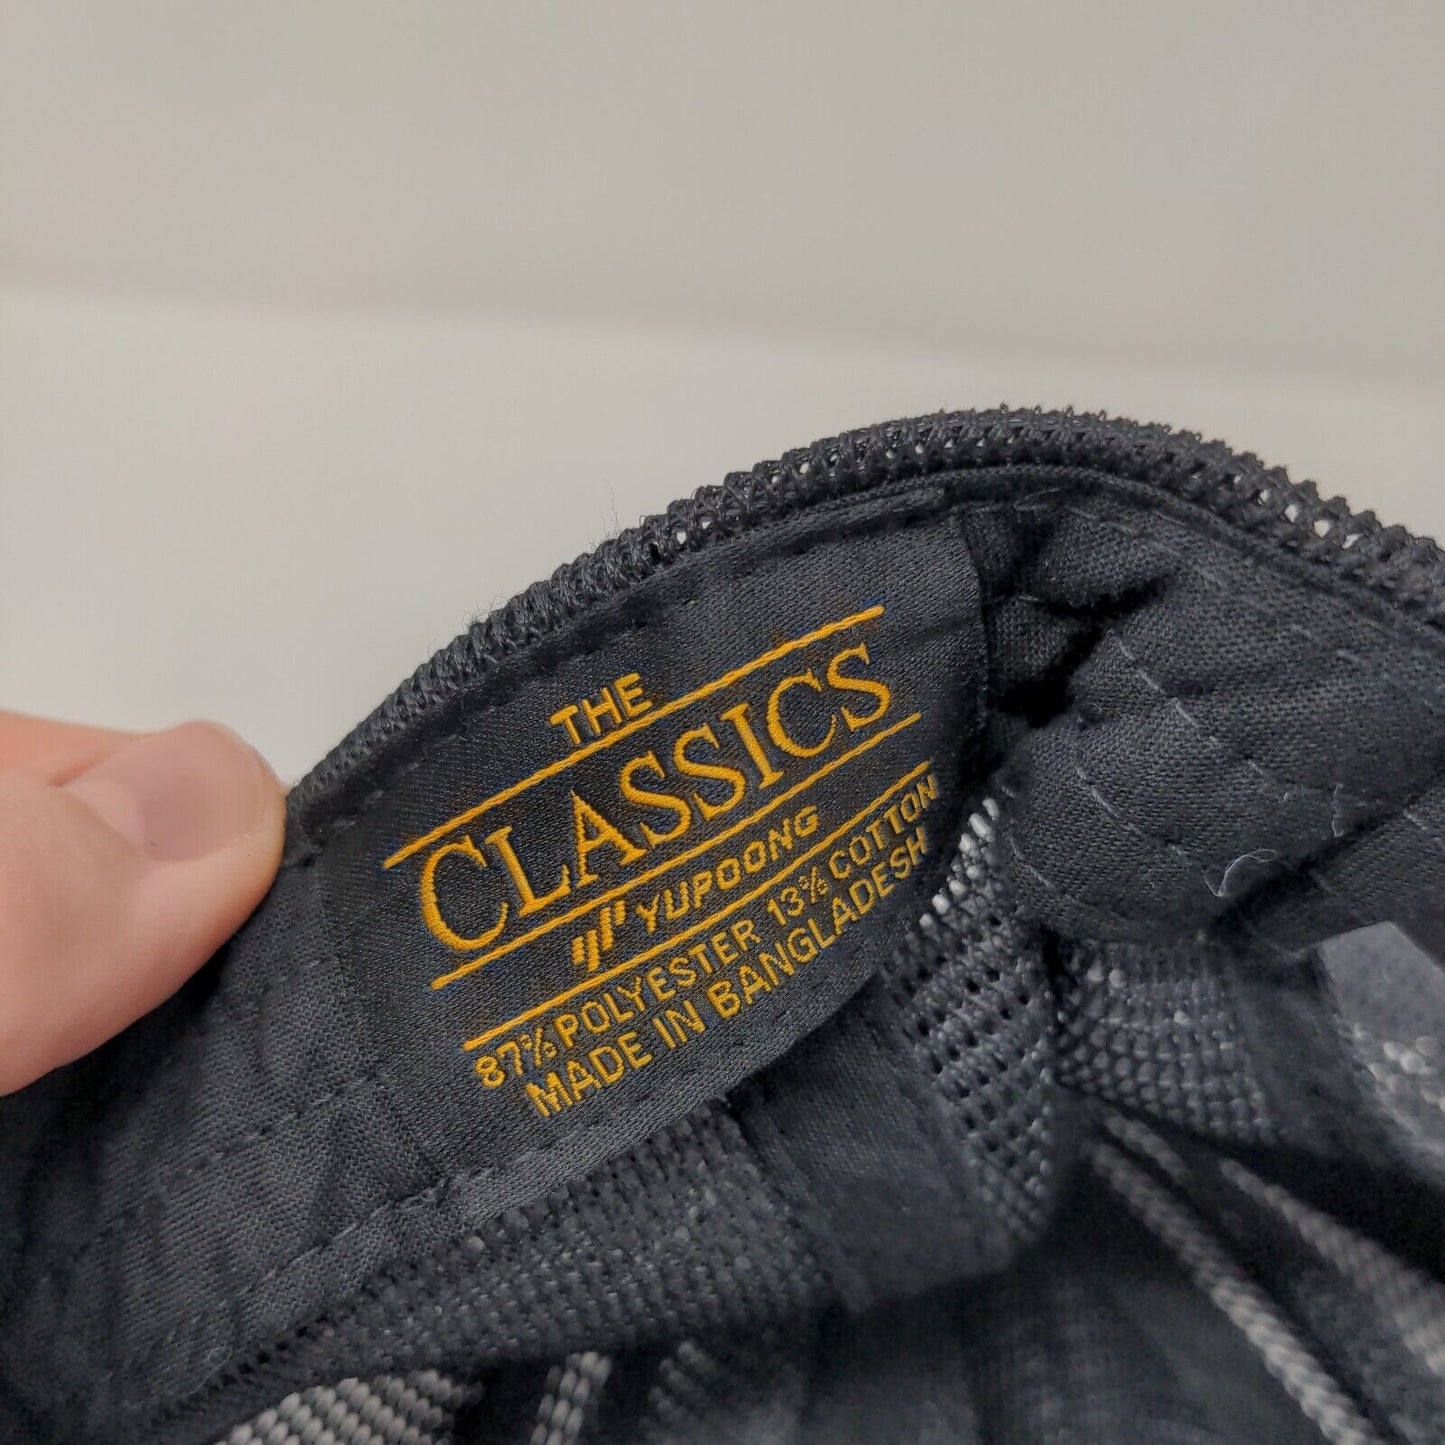 THE
CLASSICS
YUPOONG
87% POLYESTER 13% COTTON
MADE IN BANGLADESH